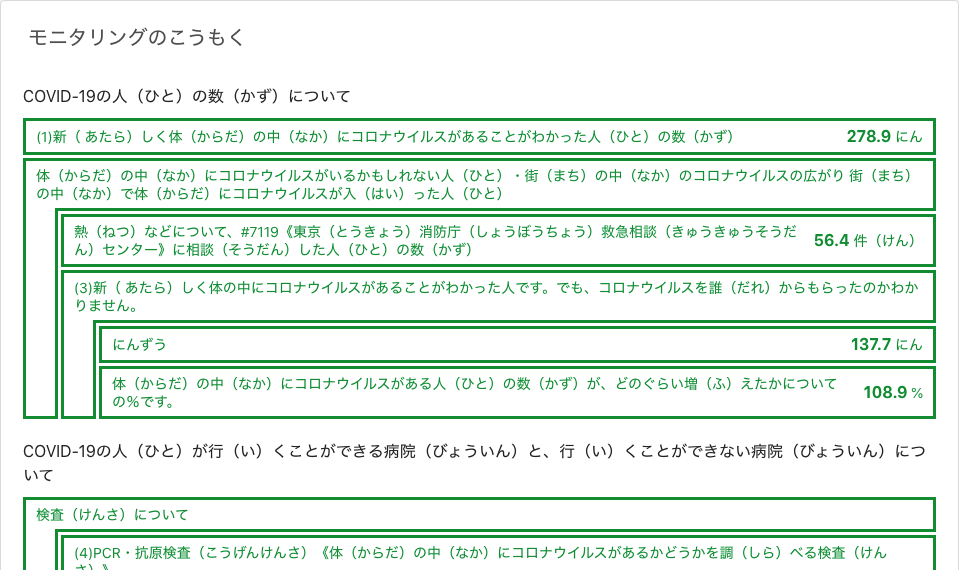 モニタリングのこうもく
COVID-19の人（ひと）の数（かず）について
(1)新（ あたら）しく体（からだ）の中（なか）にコロナウイルスがあることがわかった人（ひと）の数（かず） 278.9 にん
体（からだ）の中（なか）にコロナウイルスがいるかもしれない人（ひと）・街（まち）の中（なか）のコロナウイルスの広がり 街（まち）
の中（なか）で体（からだ）にコロナウイルスが入（はい）った人（ひと）
熱（ねつ）などについて、#7119《東京（とうきょう）消防庁（しょうぼうちょう）救急相談（きゅうきゅうそうだ
ん）センター》に相談（そうだん）した人（ひと）の数（かず） 56.4 件（けん）
(3)新（ あたら）しく体の中にコロナウイルスがあることがわかった人です。でも、コロナウイルスを誰（だれ）からもらったのかわか
りません。
にんずう 137.7 にん
体（からだ）の中（なか）にコロナウイルスがある人（ひと）の数（かず）が、どのぐらい増（ふ）えたかについて
の％です。 108.9 %
COVID-19の人（ひと）が行（い）くことができる病院（びょういん）と、行（い）くことができない病院（びょういん）につ
いて
検査（けんさ）について
(4)PCR・抗原検査（こうげんけんさ）《体（からだ）の中（なか）にコロナウイルスがあるかどうかを調（しら）べる検査（けん
さ）》